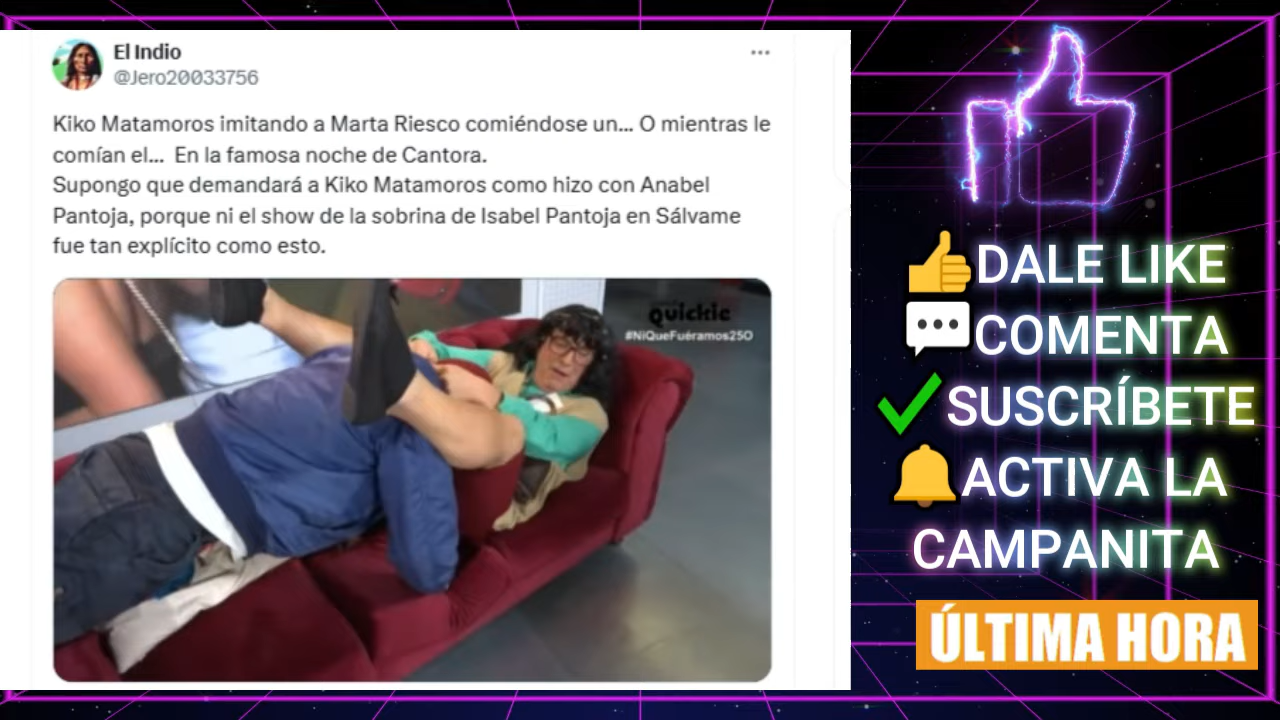 El Indio
@Jero20033756
Kiko Matamoros imitando a Marta Riesco comiéndose un... O mientras le
comían el... En la famosa noche de Cantora.
Supongo que demandará a Kiko Matamoros como hizo con Anabel
Pantoja, porque ni el show de la sobrina de Isabel Pantoja en Sálvame
fue tan explícito como esto.
quickie
#NiQueFuéramos250
DALE LIKE
COMENTA
SUSCRÍBETE
ACTIVA LA
CAMPANITA
ÚLTIMA HORA